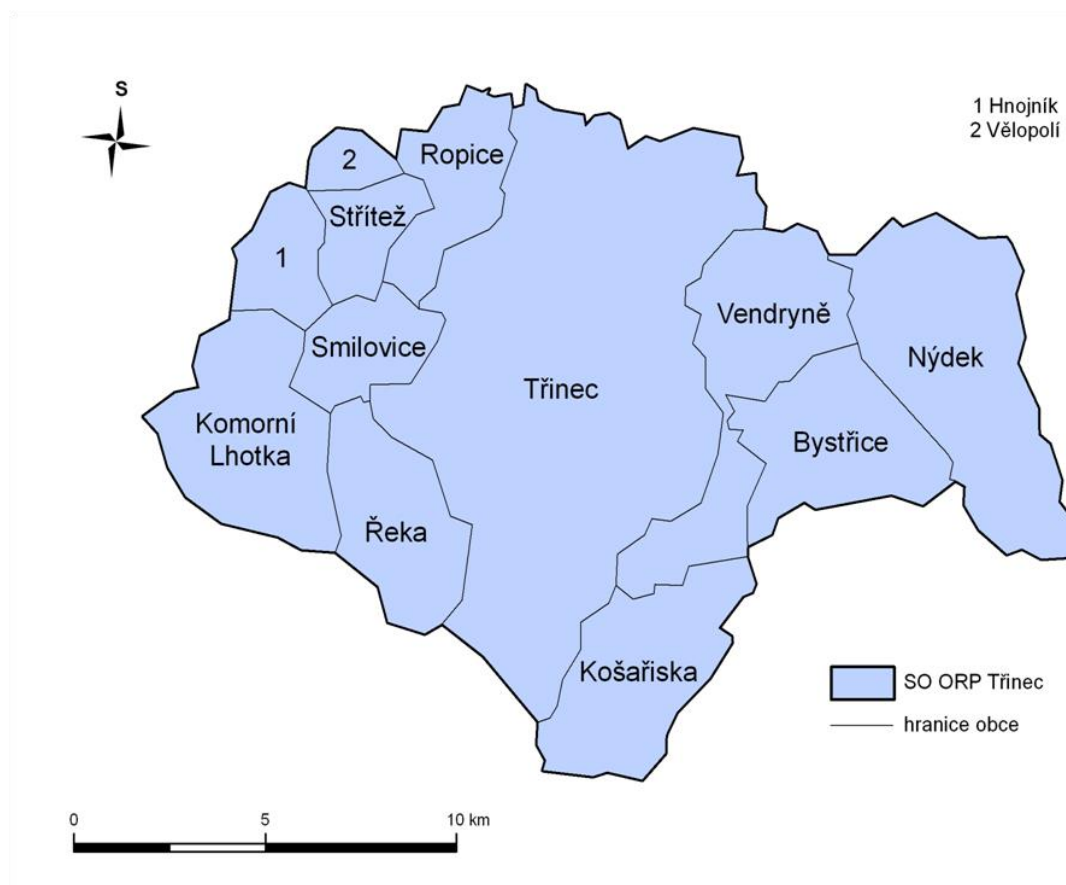 S
1 Hnojník
2 Vělopolí
Ropice
2
Střítež
1
Vendryně
Smilovice
Nýdek
Třinec
Komorní
Lhotka
Bystřice
Řeka
Košařiska
SO ORP Třinec
hranice obce
0 5 10 km